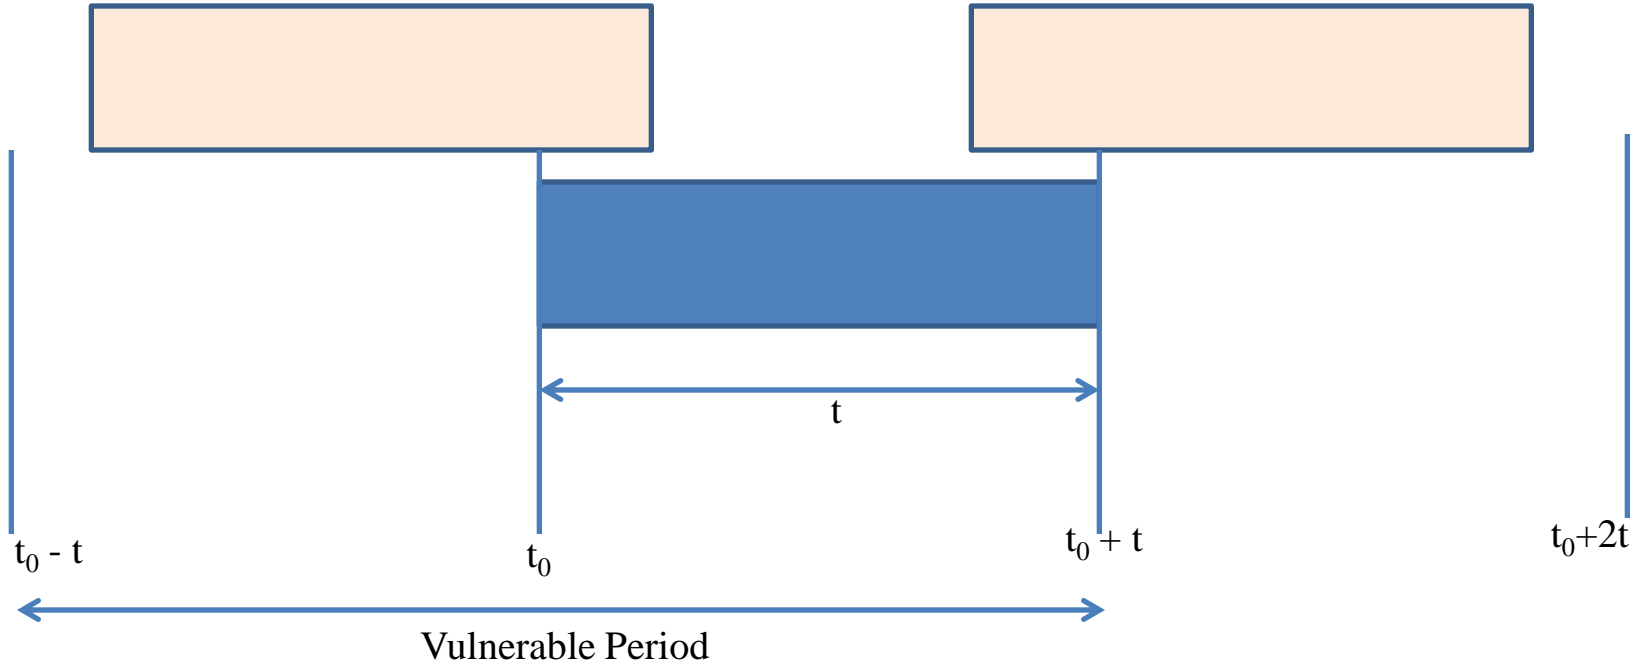 t
t₀ - t
t₀
t₀ + t
t₀+2t
Vulnerable Period